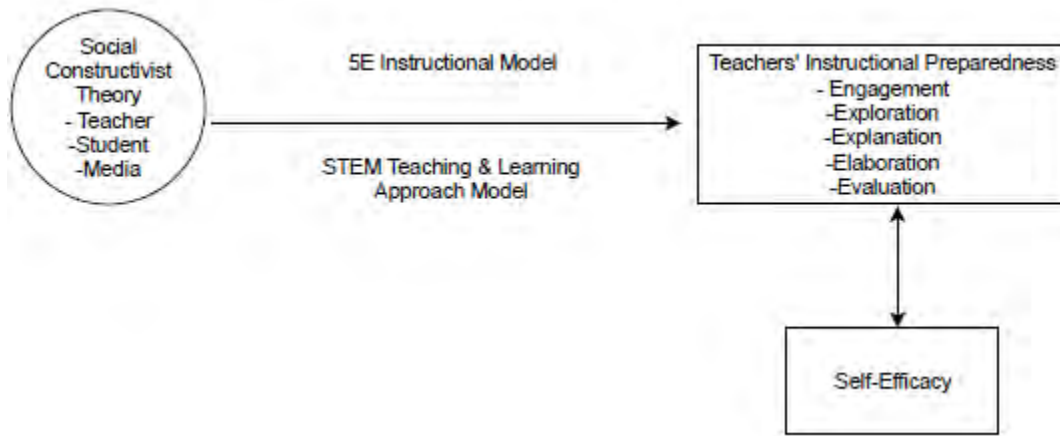 Social
Constructivist
Theory
- Teacher
-Student
-Media
5E Instructional Model
STEM Teaching & Learning
Approach Model
Teachers' Instructional Preparedness
- Engagement
-Exploration
-Explanation
-Elaboration
-Evaluation
Self-Efficacy